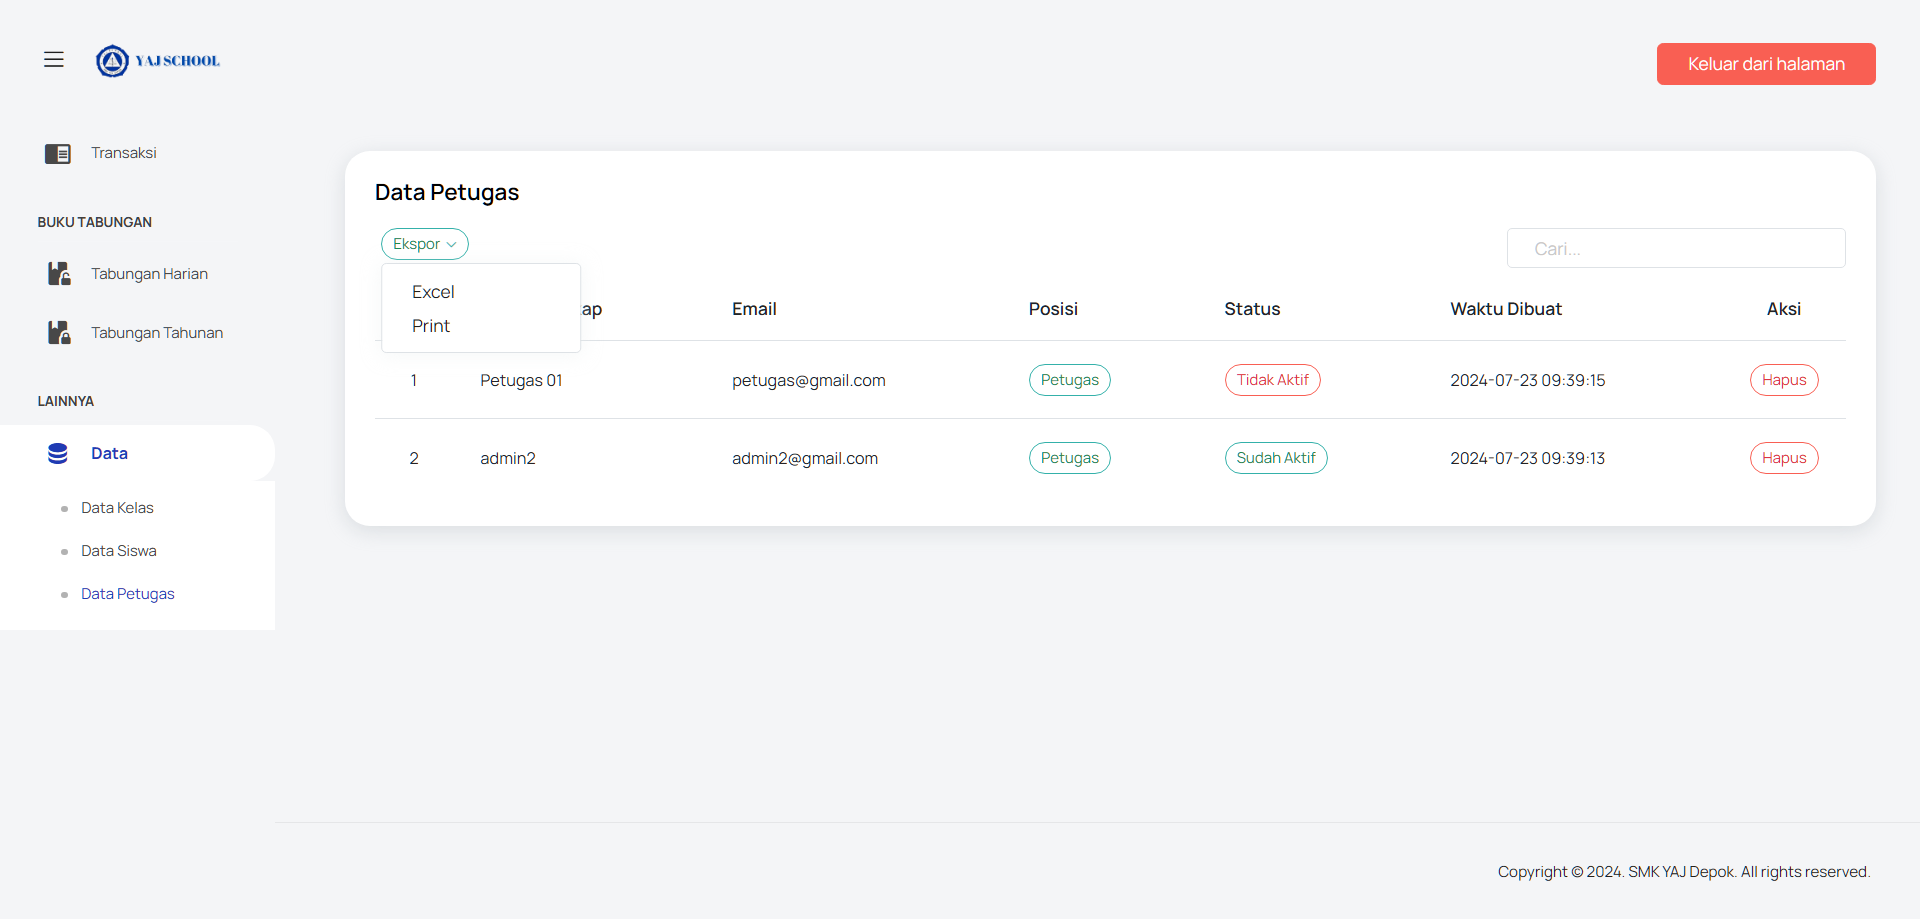 YAJ SCHOOL
Keluar dari halaman
Transaksi
BUKU TABUNGAN
Tabungan Harian
Tabungan Tahunan
LAINNYA
Data
Data Kelas
Data Siswa
Data Petugas
Data Petugas
Ekspor
Cari...
Excel
Print
ap Email Posisi Status Waktu Dibuat Aksi
1 Petugas 01 petugas@gmail.com Petugas Tidak Aktif 2024-07-23 09:39:15 Hapus
2 admin2 admin2@gmail.com Petugas Sudah Aktif 2024-07-23 09:39:13 Hapus
Copyright © 2024. SMK YAJ Depok. All rights reserved.